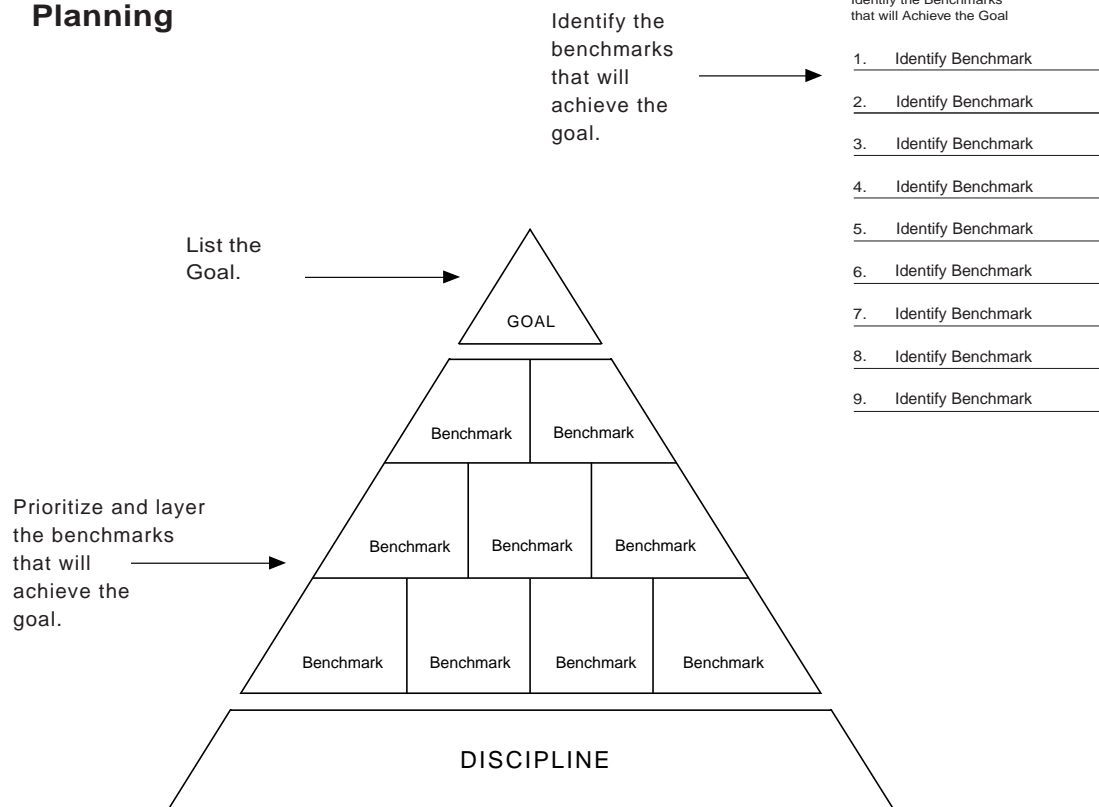 Planning
Identify the
benchmarks
that will
achieve the
goal.
Identify the Benchmarks
that will Achieve the Goal
1. Identify Benchmark
2. Identify Benchmark
3. Identify Benchmark
4. Identify Benchmark
5. Identify Benchmark
6. Identify Benchmark
7. Identify Benchmark
8. Identify Benchmark
9. Identify Benchmark
List the
Goal.
GOAL
Benchmark Benchmark
Prioritize and layer
the benchmarks
that will
achieve the
goal.
Benchmark Benchmark Benchmark
Benchmark Benchmark Benchmark Benchmark
DISCIPLINE